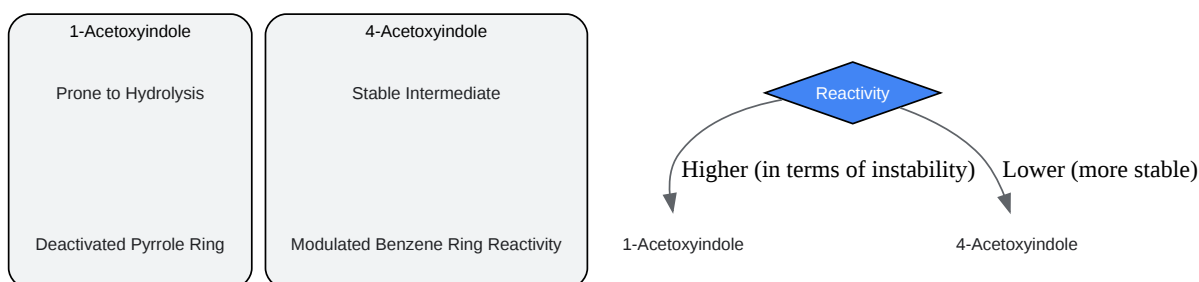 1-Acetoxyindole
Prone to Hydrolysis
Deactivated Pyrrole Ring
4-Acetoxyindole
Stable Intermediate
Modulated Benzene Ring Reactivity
Reactivity
Higher (in terms of instability)
Lower (more stable)
1-Acetoxyindole
4-Acetoxyindole